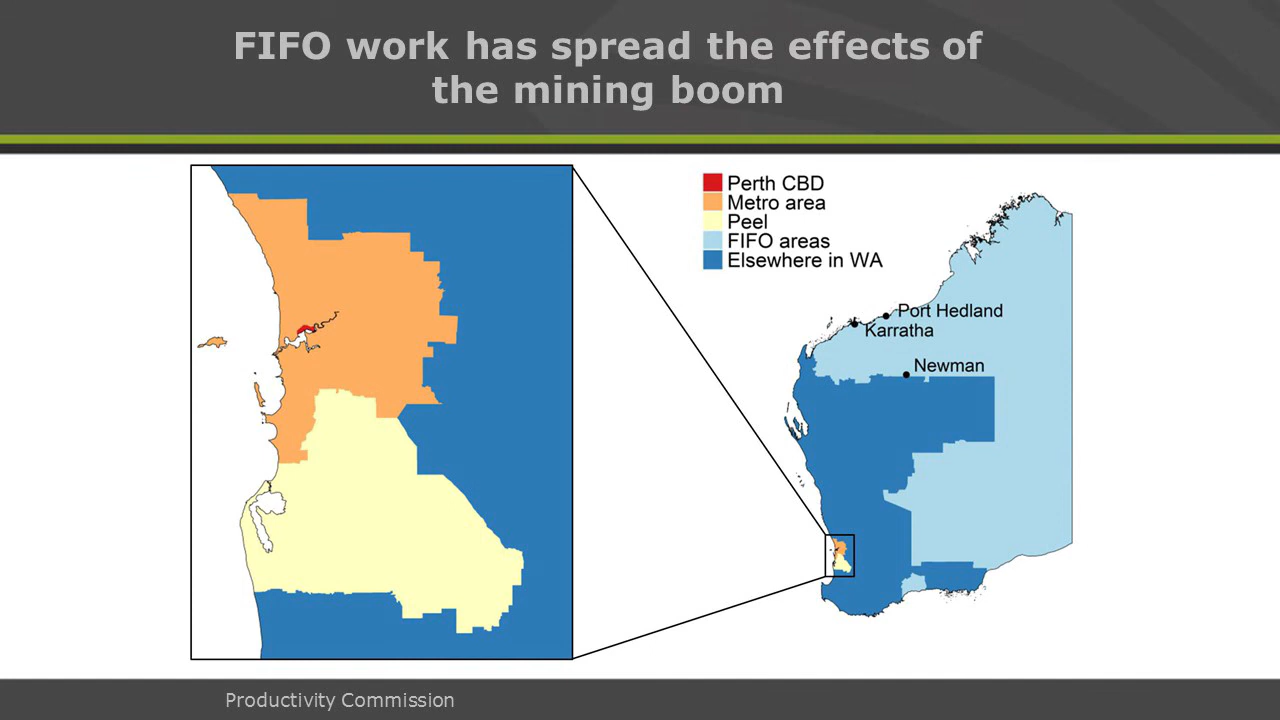 FIFO work has spread the effects of
the mining boom
Perth CBD
Metro area
Peel
FIFO areas
Elsewhere in WA
Port Hedland
Karratha
Newman
Productivity Commission